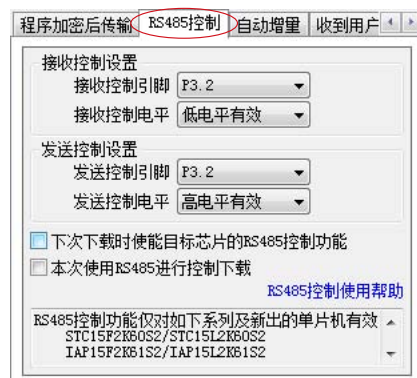 程序加密后传输 RS485控制 自动增量 收到用户
接收控制设置
接收控制引脚 P3.2
接收控制电平 低电平有效
发送控制设置
发送控制引脚 P3.2
发送控制电平 高电平有效
下次下载时使能目标芯片的RS485控制功能
本次使用RS485进行控制下载
RS485控制使用帮助
RS485控制功能仅对如下系列及新出的单片机有效
STC15F2K60S2/STC15L2K60S2
IAP15F2K61S2/IAP15L2K61S2